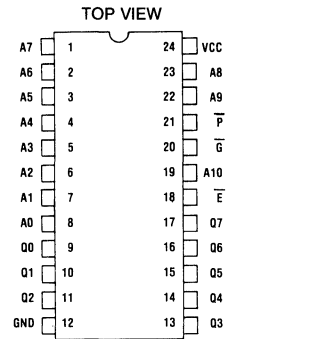 TOP VIEW
A7 1 24 VCC
A6 2 23 A8
A5 3 22 A9
A4 4 21 P̅
A3 5 20 G̅
A2 6 19 A10
A1 7 18 E̅
A0 8 17 Q7
Q0 9 16 Q6
Q1 10 15 Q5
Q2 11 14 Q4
GND 12 13 Q3